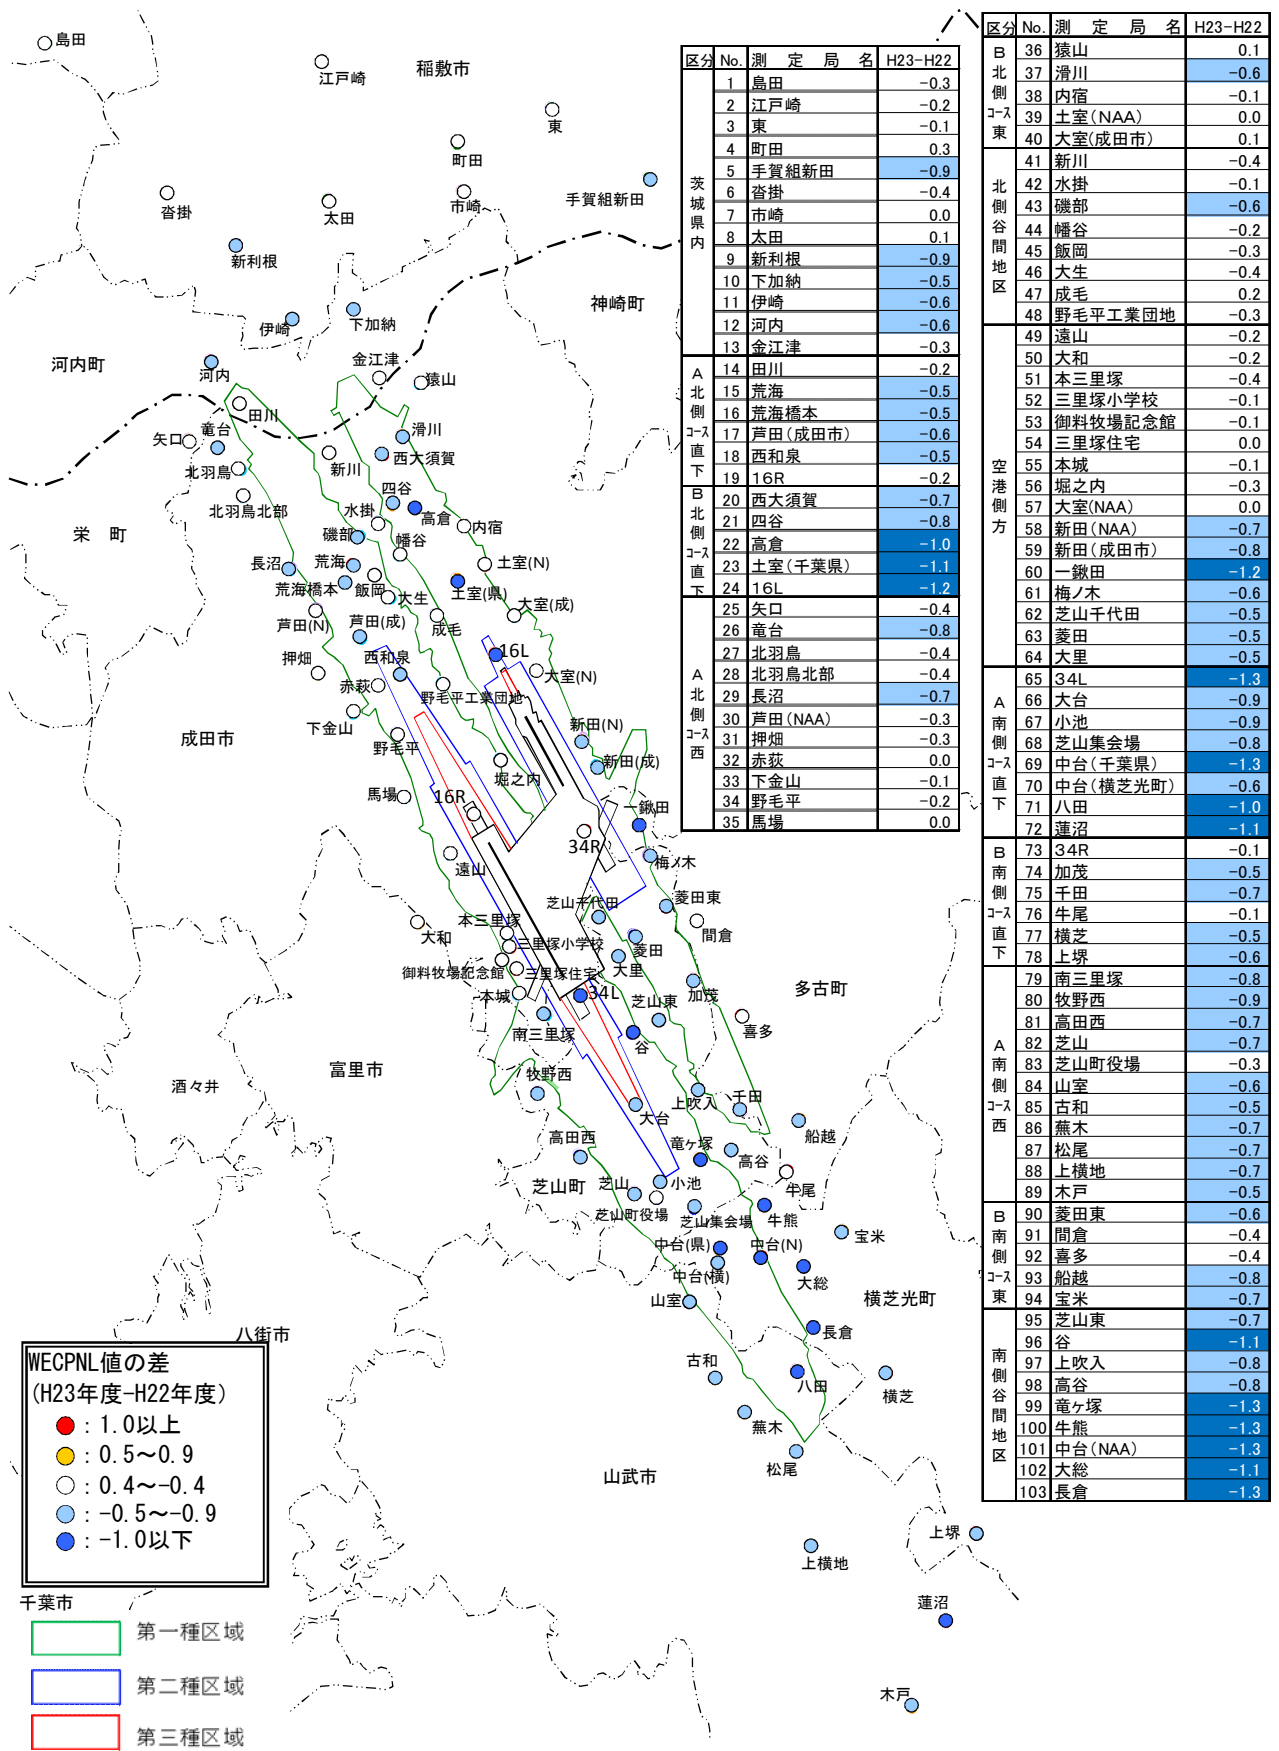 島田
江戸崎
稲敷市
東
町田
手賀組新田
沓掛
太田
市崎
新利根
伊崎
下加納
神崎町
河内町
河内
金江津
猿山
田川
矢口
竜台
滑川
西大須賀
北羽鳥
新川
四谷
北羽鳥北部
水掛
高倉
内宿
栄　町
磯部
幡谷
長沼
荒海
土室(N)
荒海橋本
飯岡
大生
土室(県)
大室(成)
芦田(N)
芦田(成)
成毛
押畑
西和泉
16L
赤萩
野毛平工業団地
大室(N)
下金山
成田市
野毛平
新田(N)
堀之内
新田(成)
馬場
16R
一鍬田
34R
遠山
梅ノ木
芝山千代田
菱田東
大和
本三里塚
間倉
三里塚小学校
菱田
御料牧場記念館
三里塚住宅
大里
本城
34L
芝山東
加茂
多古町
南三里塚
谷
喜多
富里市
酒々井
牧野西
大台
上吹入
千田
船越
高田西
竜ヶ塚
高谷
芝山町
芝山
小池
牛尾
芝山町役場
芝山集会場
牛熊
宝米
中台(県)
中台(N)
中台(横)
大総
山室
横芝光町
八街市
長倉
古和
八田
横芝
蕪木
松尾
山武市
上横地
上堺
蓮沼
木戸
千葉市
WECPNL値の差
(H23年度-H22年度)
：1.0以上
：0.5～0.9
：0.4～-0.4
：-0.5～-0.9
：-1.0以下
第一種区域
第二種区域
第三種区域
区分 No. 測定局名 H23-H22
茨城県内
1 島田 -0.3
2 江戸崎 -0.2
3 東 -0.1
4 町田 0.3
5 手賀組新田 -0.9
6 沓掛 -0.4
7 市崎 0.0
8 太田 0.1
9 新利根 -0.9
10 下加納 -0.5
11 伊崎 -0.6
12 河内 -0.6
13 金江津 -0.3
A北側コース直下
14 田川 -0.2
15 荒海 -0.5
16 荒海橋本 -0.5
17 芦田(成田市) -0.6
18 西和泉 -0.5
19 16R -0.2
B北側コース直下
20 西大須賀 -0.7
21 四谷 -0.8
22 高倉 -1.0
23 土室(千葉県) -1.1
24 16L -1.2
A北側コース西
25 矢口 -0.4
26 竜台 -0.8
27 北羽鳥 -0.4
28 北羽鳥北部 -0.4
29 長沼 -0.7
30 芦田(NAA) -0.3
31 押畑 -0.3
32 赤荻 0.0
33 下金山 -0.1
34 野毛平 -0.2
35 馬場 0.0
区分 No. 測定局名 H23-H22
B北側コース東
36 猿山 0.1
37 滑川 -0.6
38 内宿 -0.1
39 土室(NAA) 0.0
40 大室(成田市) 0.1
北側谷間地区
41 新川 -0.4
42 水掛 -0.1
43 磯部 -0.6
44 幡谷 -0.2
45 飯岡 -0.3
46 大生 -0.4
47 成毛 0.2
48 野毛平工業団地 -0.3
空港側方
49 遠山 -0.2
50 大和 -0.2
51 本三里塚 -0.4
52 三里塚小学校 -0.1
53 御料牧場記念館 -0.1
54 三里塚住宅 0.0
55 本城 -0.1
56 堀之内 -0.3
57 大室(NAA) 0.0
58 新田(NAA) -0.7
59 新田(成田市) -0.8
60 一鍬田 -1.2
61 梅ノ木 -0.6
62 芝山千代田 -0.5
63 菱田 -0.5
64 大里 -0.5
A南側コース直下
65 34L -1.3
66 大台 -0.9
67 小池 -0.9
68 芝山集会場 -0.8
69 中台(千葉県) -1.3
70 中台(横芝光町) -0.6
71 八田 -1.0
72 蓮沼 -1.1
B南側コース直下
73 34R -0.1
74 加茂 -0.5
75 千田 -0.7
76 牛尾 -0.1
77 横芝 -0.5
78 上堺 -0.6
A南側コース西
79 南三里塚 -0.8
80 牧野西 -0.9
81 高田西 -0.7
82 芝山 -0.7
83 芝山町役場 -0.3
84 山室 -0.6
85 古和 -0.5
86 蕪木 -0.7
87 松尾 -0.7
88 上横地 -0.7
89 木戸 -0.5
B南側コース東
90 菱田東 -0.6
91 間倉 -0.4
92 喜多 -0.4
93 船越 -0.8
94 宝米 -0.7
南側谷間地区
95 芝山東 -0.7
96 谷 -1.1
97 上吹入 -0.8
98 高谷 -0.8
99 竜ヶ塚 -1.3
100 牛熊 -1.3
101 中台(NAA) -1.3
102 大総 -1.1
103 長倉 -1.3